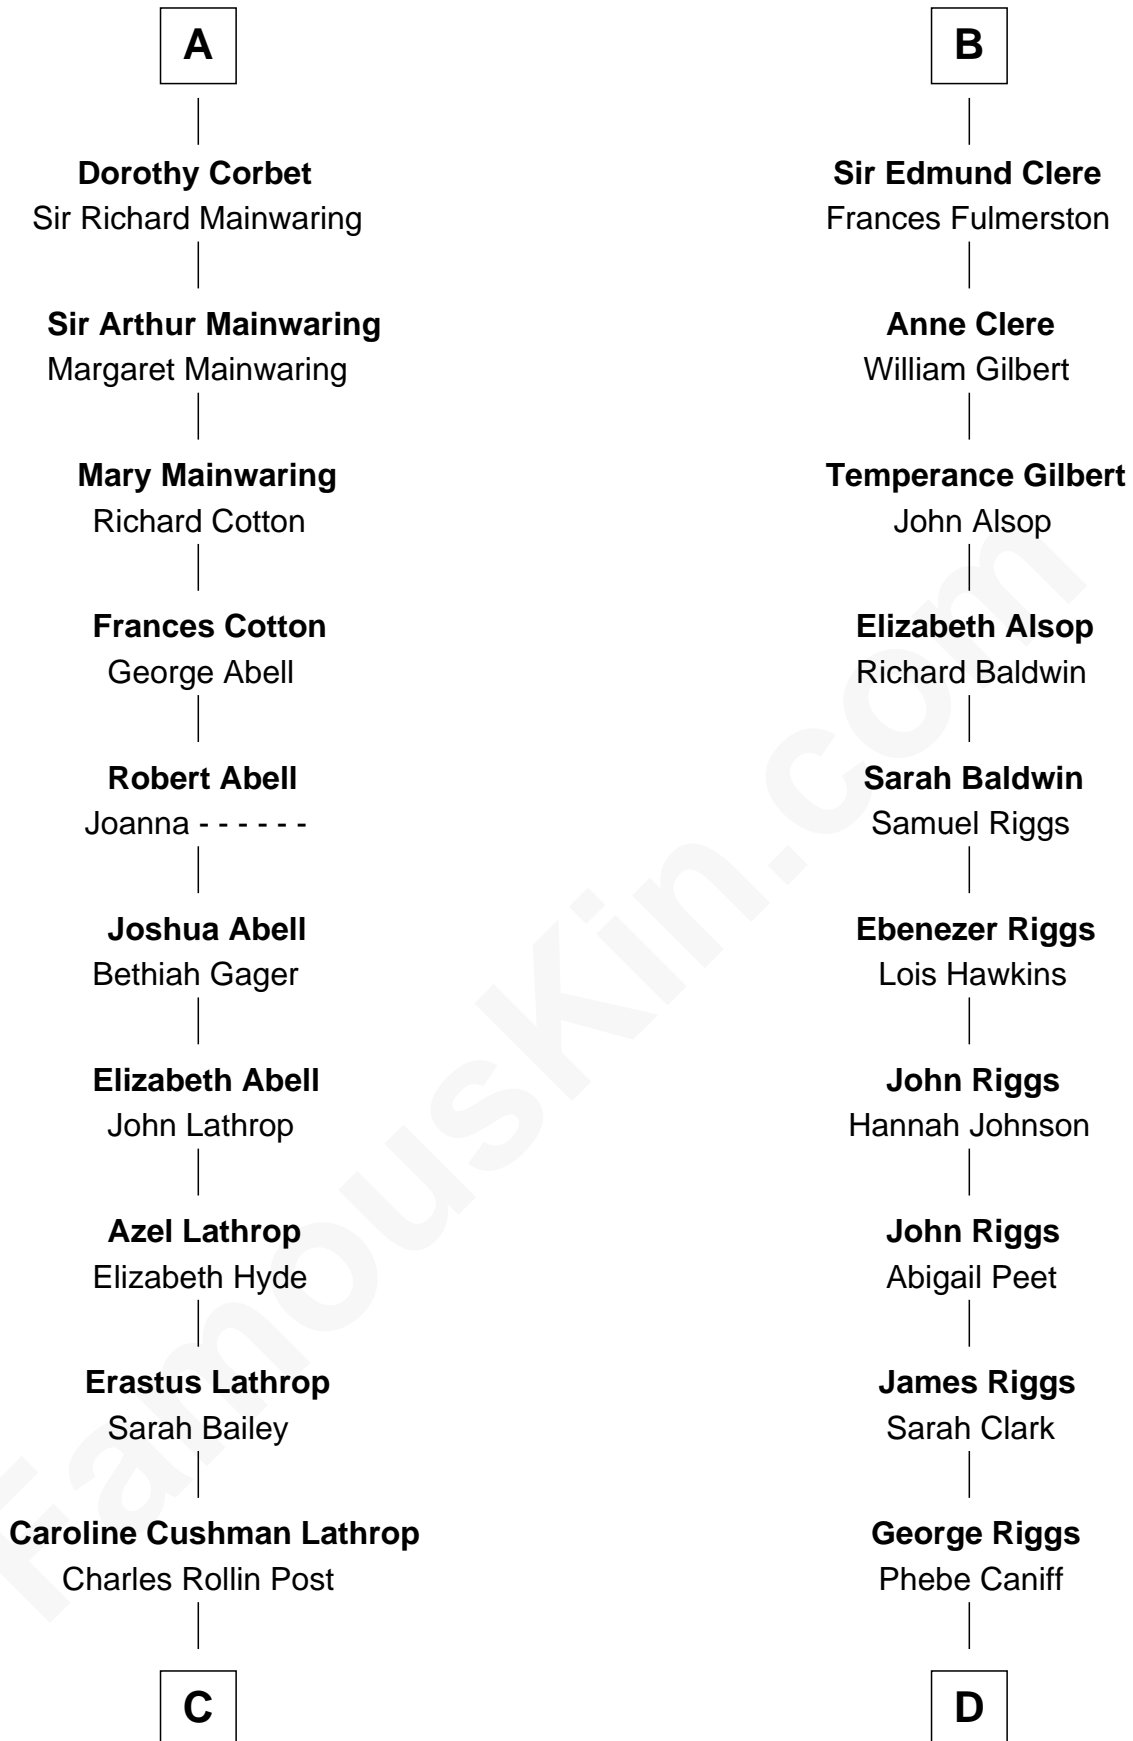 A
Dorothy Corbet
Sir Richard Mainwaring
Sir Arthur Mainwaring
Margaret Mainwaring
Mary Mainwaring
Richard Cotton
Frances Cotton
George Abell
Robert Abell
Joanna - - - - - -
Joshua Abell
Bethiah Gager
Elizabeth Abell
John Lathrop
Azel Lathrop
Elizabeth Hyde
Erastus Lathrop
Sarah Bailey
Caroline Cushman Lathrop
Charles Rollin Post
C
B
Sir Edmund Clere
Frances Fulmerston
Anne Clere
William Gilbert
Temperance Gilbert
John Alsop
Elizabeth Alsop
Richard Baldwin
Sarah Baldwin
Samuel Riggs
Ebenezer Riggs
Lois Hawkins
John Riggs
Hannah Johnson
John Riggs
Abigail Peet
James Riggs
Sarah Clark
George Riggs
Phebe Caniff
D
FamousKin.com